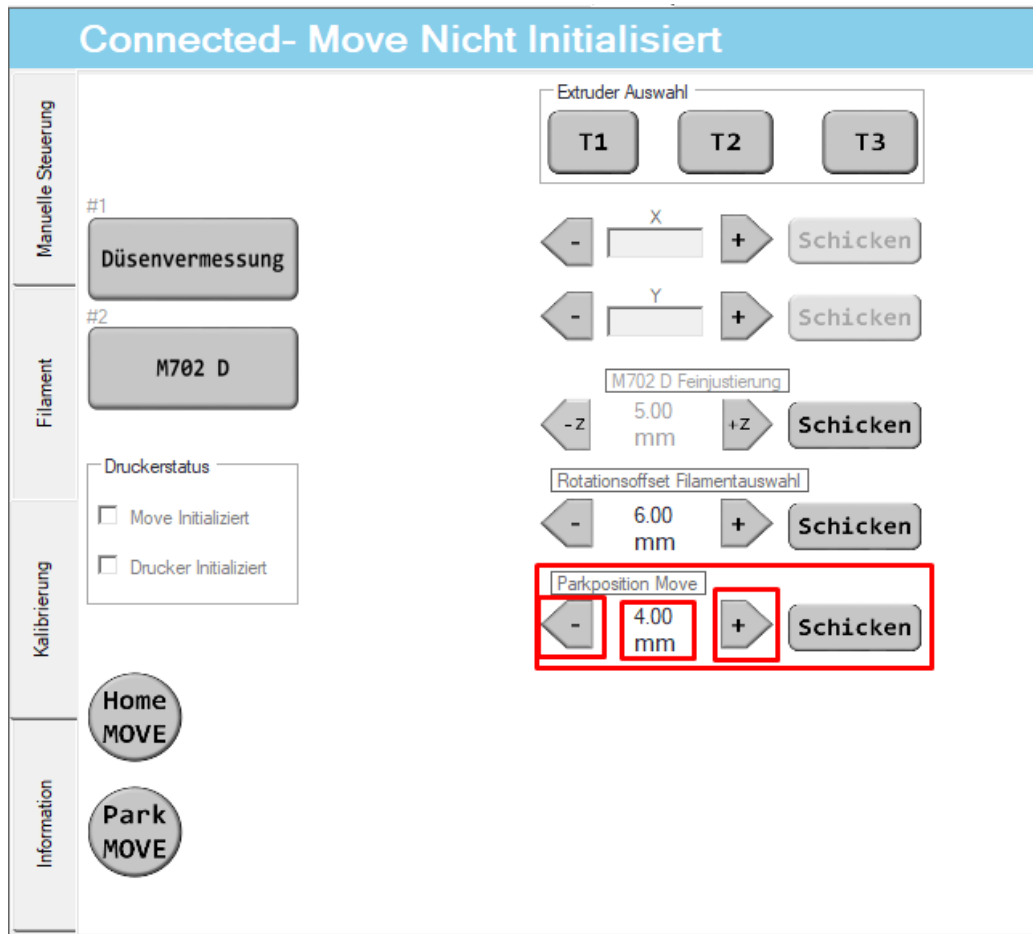 Connected- Move Nicht Initialisiert
Manuelle Steuerung
Filament
Kalibrierung
Information
#1
Düsenvermessung
#2
M702 D
Druckerstatus
Move Initializiert
Drucker Initializiert
Home
MOVE
Park
MOVE
Extruder Auswahl
T1 T2 T3
X
- + Schicken
Y
- + Schicken
M702 D Feinjustierung
-Z 5.00 +Z Schicken
mm
Rotationsoffset Filamentauswahl
- 6.00 + Schicken
mm
Parkposition Move
- 4.00 + Schicken
mm